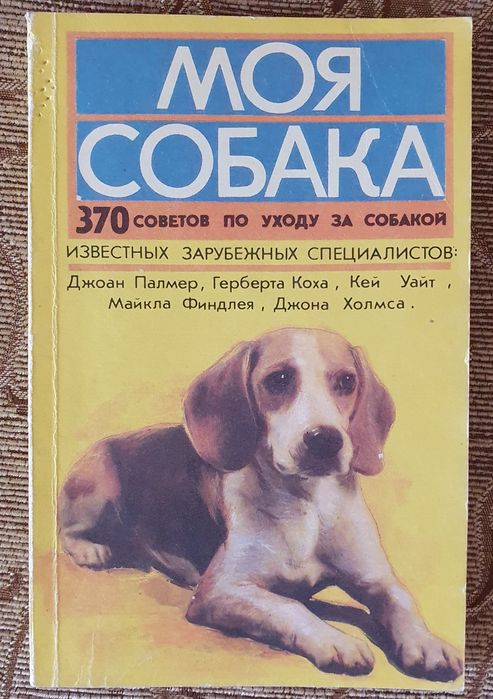 МОЯ
СОБАКА
370 СОВЕТОВ ПО УХОДУ ЗА СОБАКОЙ
ИЗВЕСТНЫХ ЗАРУБЕЖНЫХ СПЕЦИАЛИСТОВ:
Джоан Палмер, Герберта Коха, Кей Уайт,
Майкла Финдлея, Джона Холмса.